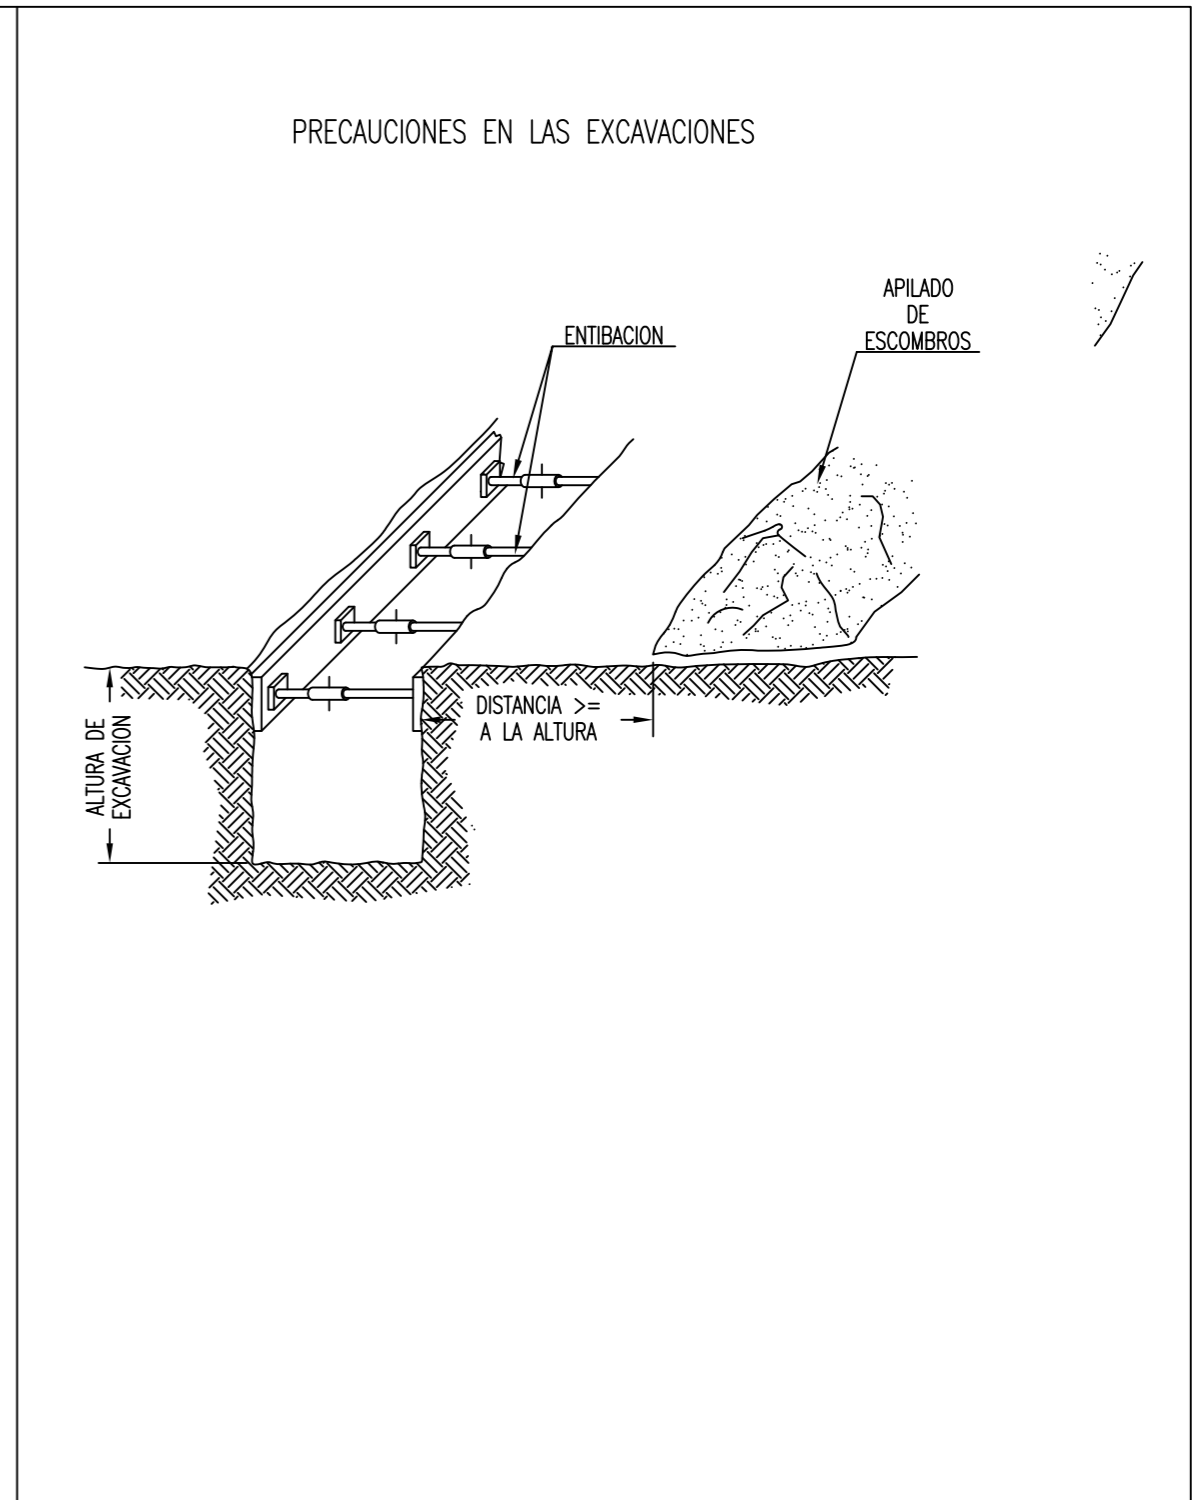 PRECAUCIONES EN LAS EXCAVACIONES
APILADO
DE
ESCOMBROS
ENTIBACION
DISTANCIA >=
A LA ALTURA
ALTURA DE
EXCAVACION